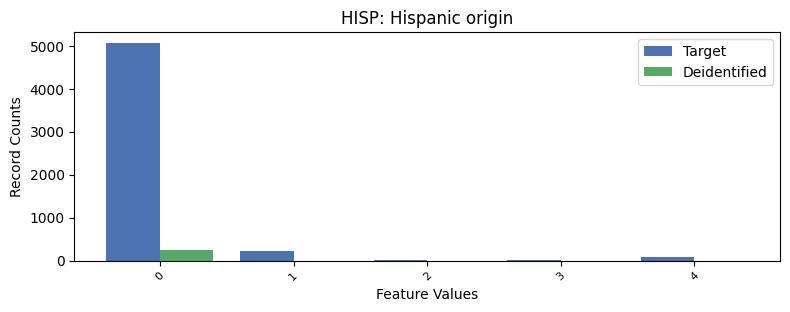 HISP: Hispanic origin
Target
Deidentified
Record Counts
5000
4000
3000
2000
1000
0
0 1 2 3 4
Feature Values